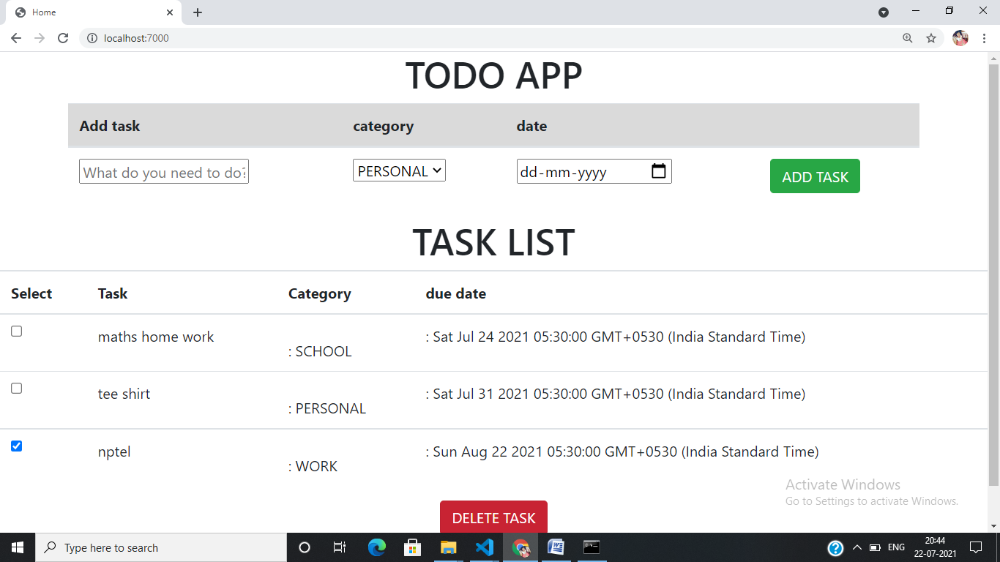 Home
localhost:7000
TODO APP
Add task category date
What do you need to do? PERSONAL dd-mm-yyyy ADD TASK
TASK LIST
Select Task Category due date
maths home work : SCHOOL : Sat Jul 24 2021 05:30:00 GMT+0530 (India Standard Time)
tee shirt : PERSONAL : Sat Jul 31 2021 05:30:00 GMT+0530 (India Standard Time)
nptel : WORK : Sun Aug 22 2021 05:30:00 GMT+0530 (India Standard Time)
Activate Windows
Go to Settings to activate Windows.
DELETE TASK
Type here to search
ENG
20:44
22-07-2021